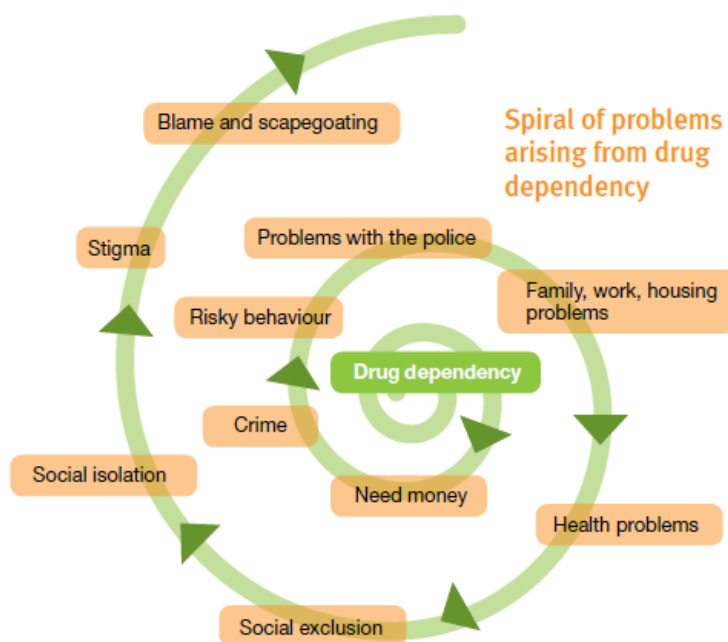 Spiral of problems
arising from drug
dependency
Drug dependency
Need money
Crime
Risky behaviour
Problems with the police
Family, work, housing
problems
Health problems
Social exclusion
Social isolation
Stigma
Blame and scapegoating